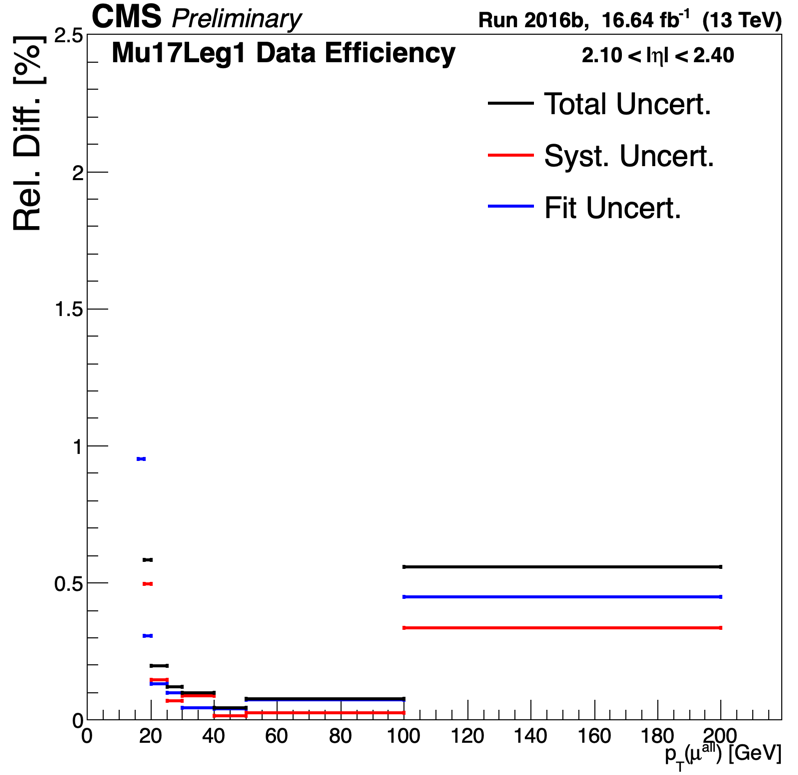 CMS Preliminary
Run 2016b, 16.64 fb⁻¹ (13 TeV)
Mu17Leg1 Data Efficiency
2.10 < |η| < 2.40
Total Uncert.
Syst. Uncert.
Fit Uncert.
Rel. Diff. [%]
2.5
2
1.5
1
0.5
0
0 20 40 60 80 100 120 140 160 180 200
p_T(μ^all) [GeV]